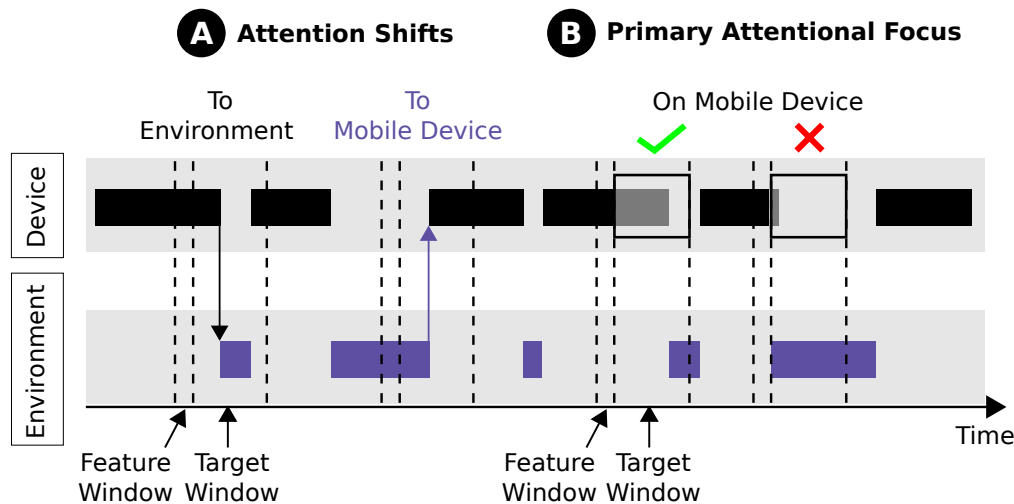 A Attention Shifts
B Primary Attentional Focus
To
Environment
To
Mobile Device
On Mobile Device
Device
Environment
Time
Feature
Window
Target
Window
Feature
Window
Target
Window